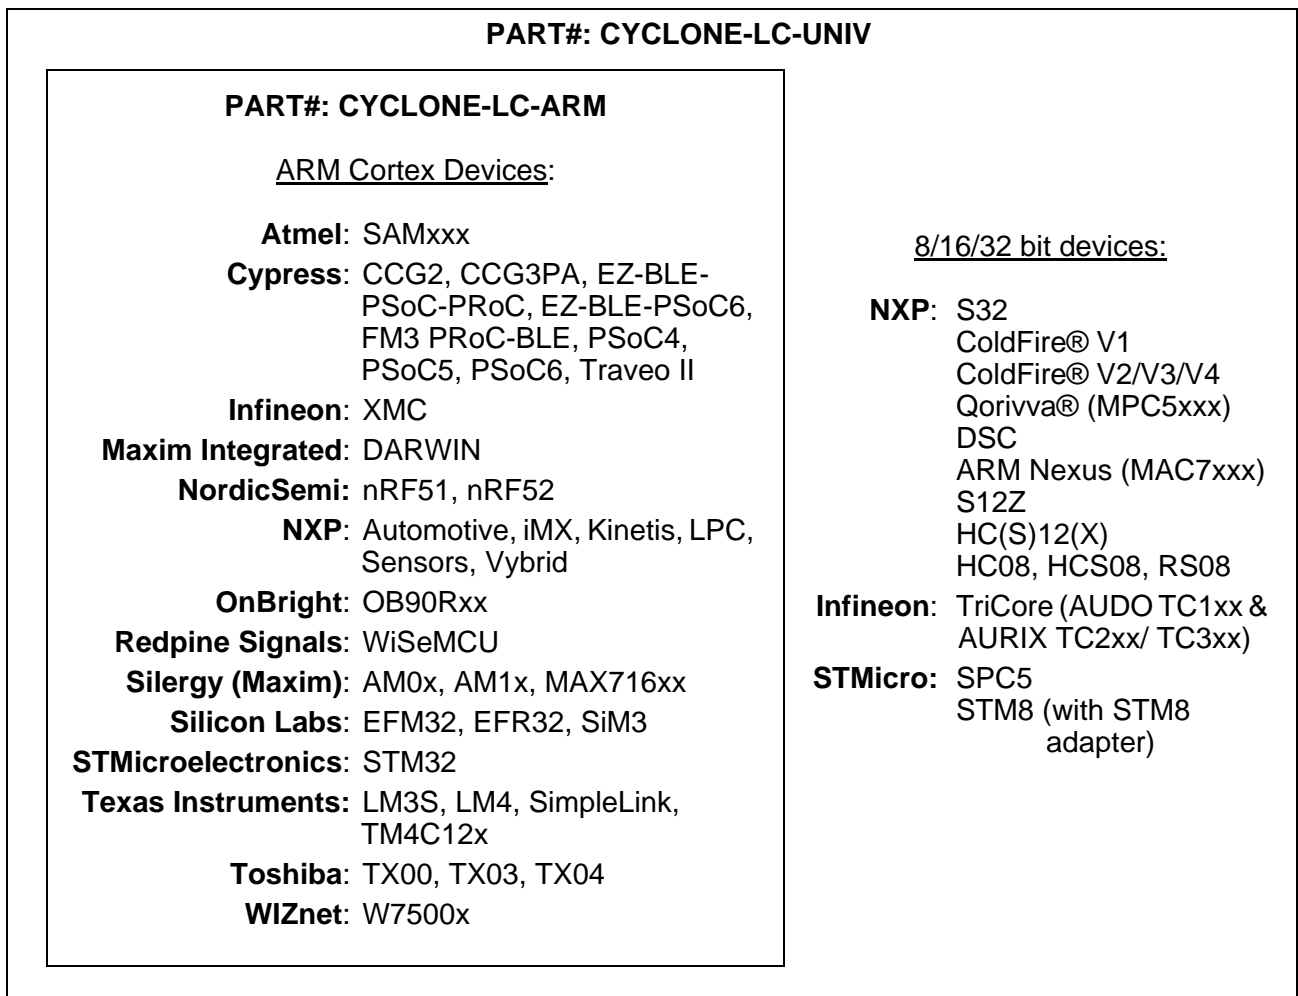 PART#: CYCLONE-LC-UNIV
PART#: CYCLONE-LC-ARM
ARM Cortex Devices:
Atmel: SAMxxx
Cypress: CCG2, CCG3PA, EZ-BLE-
PSoC-PRoC, EZ-BLE-PSoC6,
FM3 PRoC-BLE, PSoC4,
PSoC5, PSoC6, Traveo II
Infineon: XMC
Maxim Integrated: DARWIN
NordicSemi: nRF51, nRF52
NXP: Automotive, iMX, Kinetis, LPC,
Sensors, Vybrid
OnBright: OB90Rxx
Redpine Signals: WiSeMCU
Silergy (Maxim): AM0x, AM1x, MAX716xx
Silicon Labs: EFM32, EFR32, SiM3
STMicroelectronics: STM32
Texas Instruments: LM3S, LM4, SimpleLink,
TM4C12x
Toshiba: TX00, TX03, TX04
WIZnet: W7500x
8/16/32 bit devices:
NXP: S32
ColdFire® V1
ColdFire® V2/V3/V4
Qorivva® (MPC5xxx)
DSC
ARM Nexus (MAC7xxx)
S12Z
HC(S)12(X)
HC08, HCS08, RS08
Infineon: TriCore (AUDO TC1xx &
AURIX TC2xx/ TC3xx)
STMicro: SPC5
STM8 (with STM8
adapter)